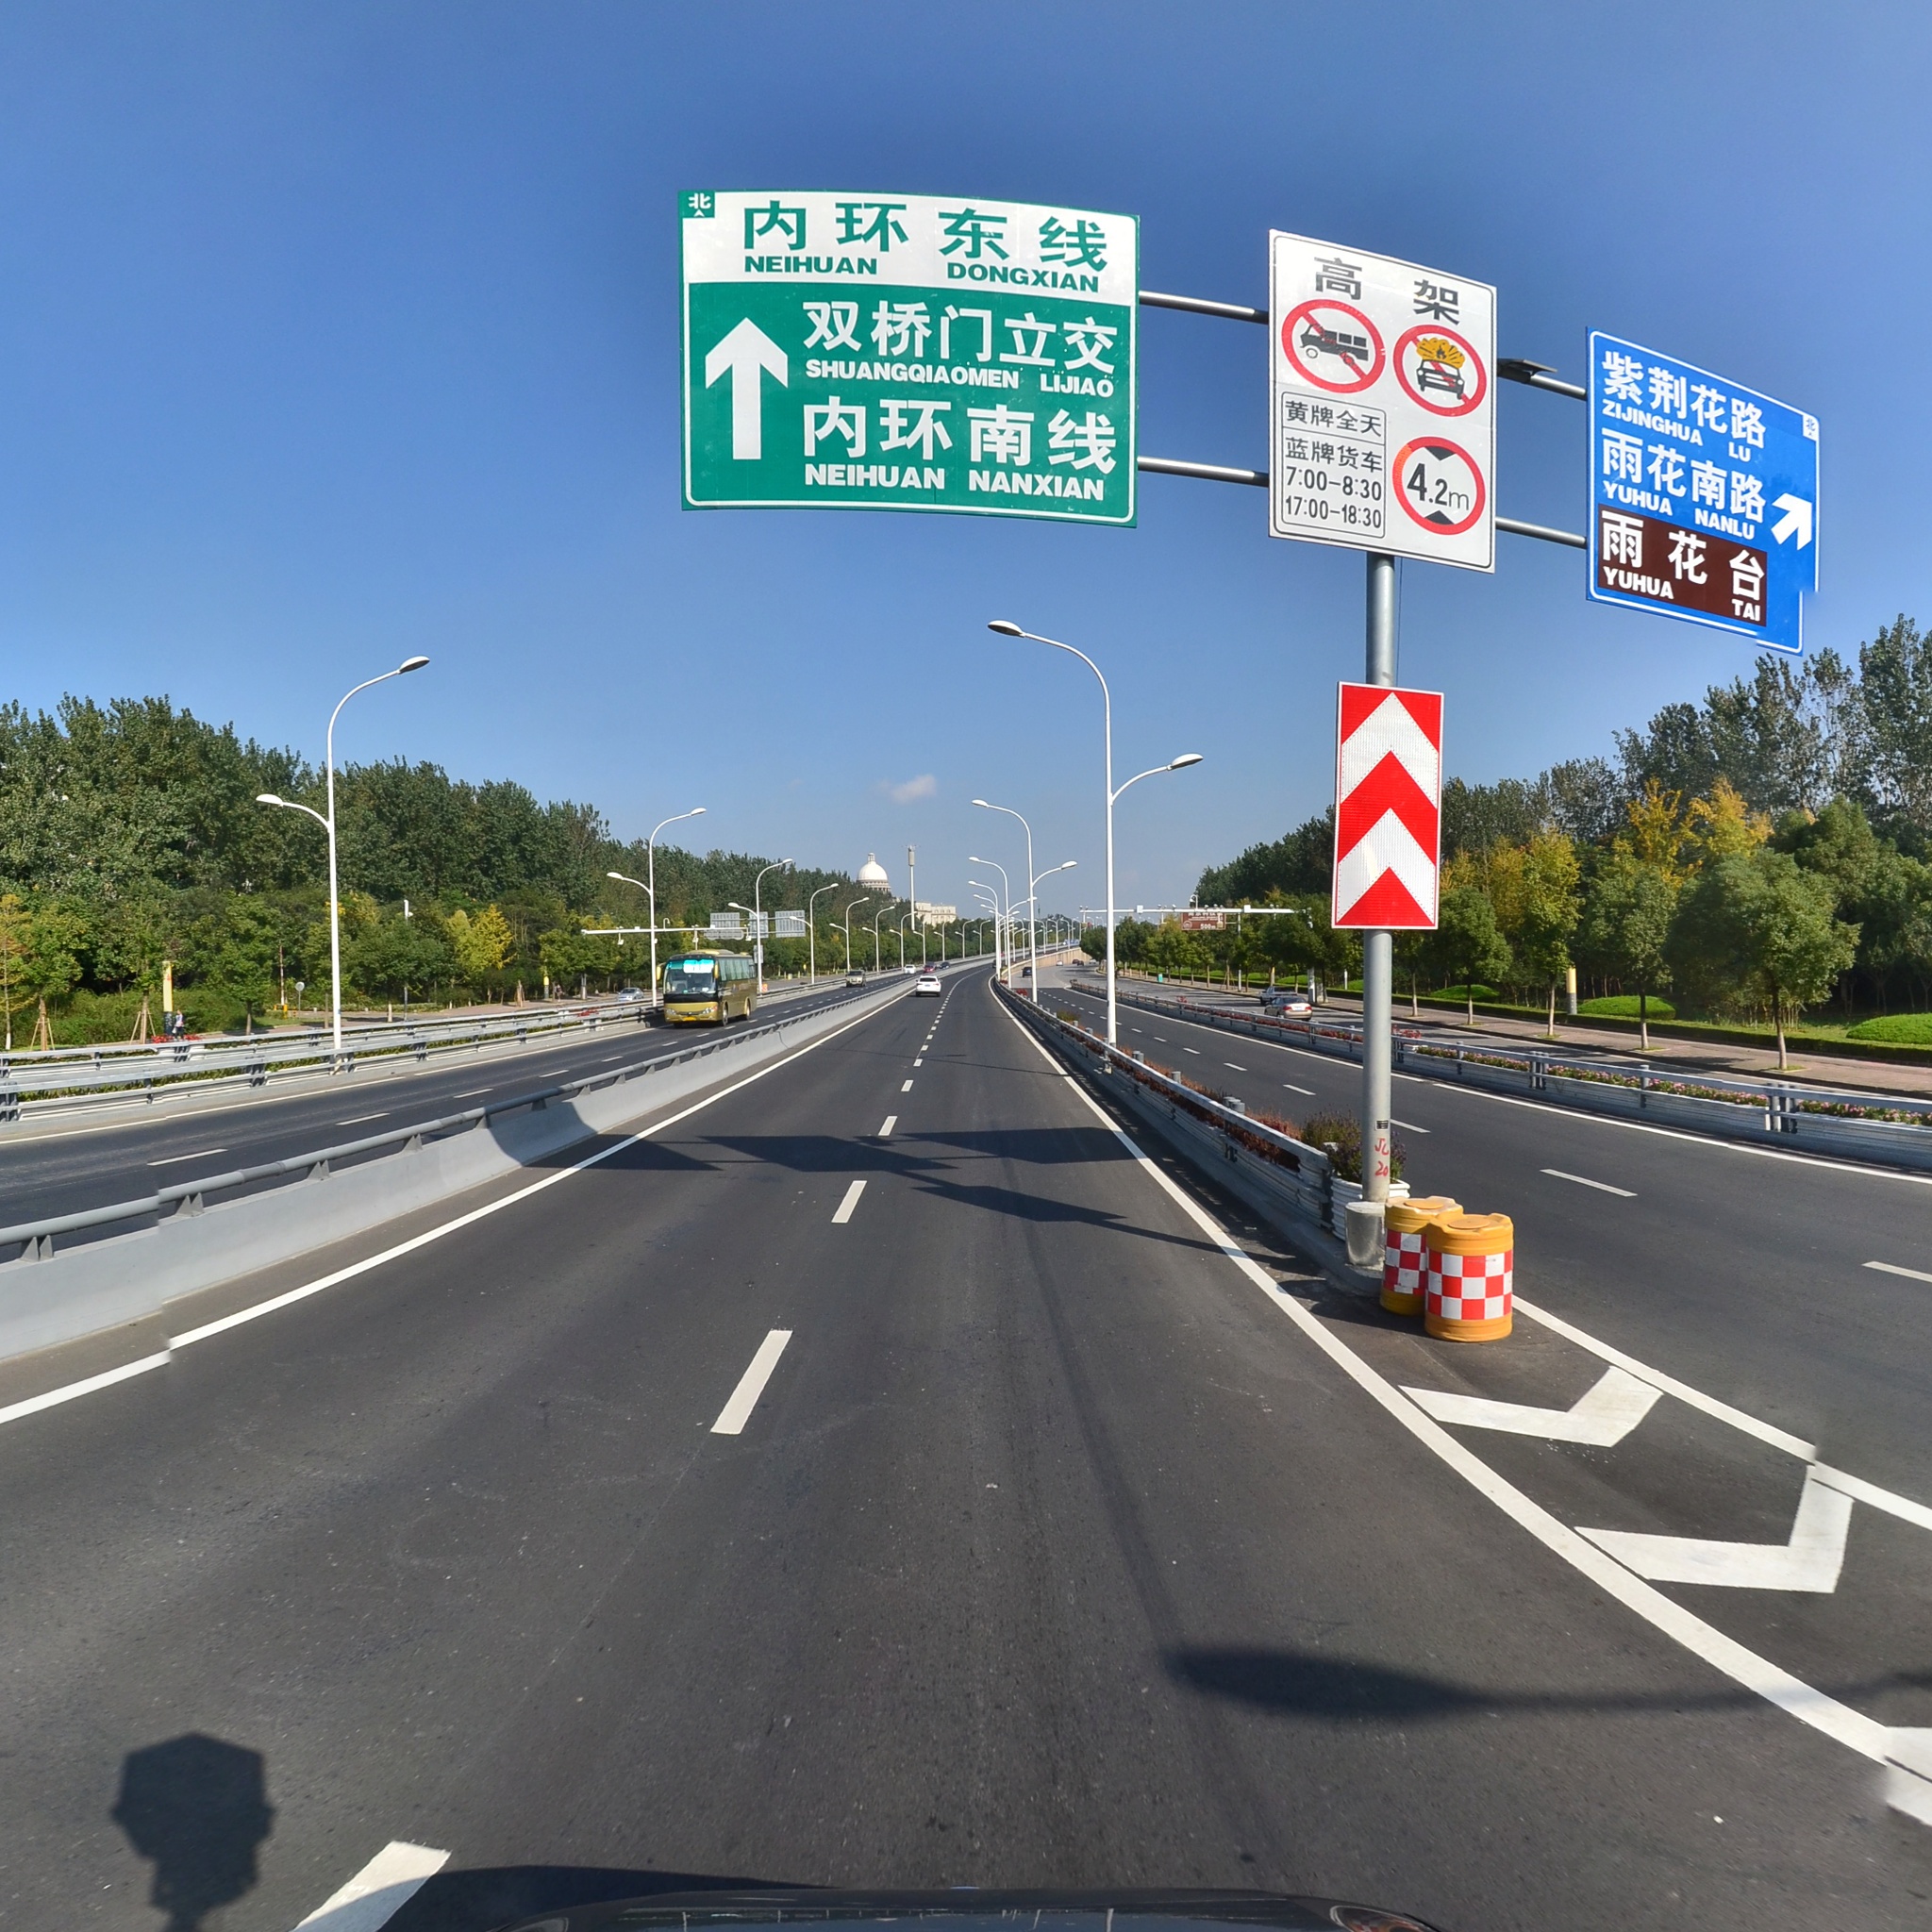 北
内环东线
NEIHUAN DONGXIAN
双桥门立交
SHUANGQIAOMEN LIJIAO
内环南线
NEIHUAN NANXIAN
高架
黄牌全天
蓝牌货车
7:00-8:30
17:00-18:30
4.2m
北
紫荆花路
ZIJINGHUA LU
雨花南路
YUHUA NANLU
雨花台
YUHUA TAI